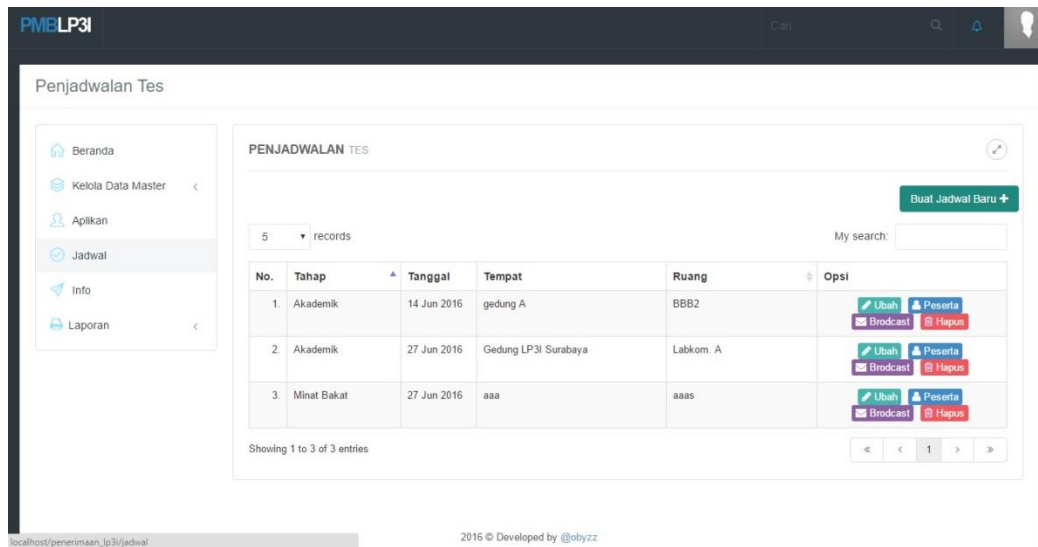 PMBLP3I
Cari
Penjadwalan Tes
Beranda
Kelola Data Master
Aplikan
Jadwal
Info
Laporan
PENJADWALAN TES
Buat Jadwal Baru +
5 records
My search:
No. Tahap Tanggal Tempat Ruang Opsi
1. Akademik 14 Jun 2016 gedung A BBB2 Ubah Peserta
Brodcast Hapus
2. Akademik 27 Jun 2016 Gedung LP3I Surabaya Labkom. A Ubah Peserta
Brodcast Hapus
3. Minat Bakat 27 Jun 2016 aaa aaas Ubah Peserta
Brodcast Hapus
Showing 1 to 3 of 3 entries
« < 1 > »
2016 © Developed by @obyzz
localhost/penerimaan_lp3i/jadwal